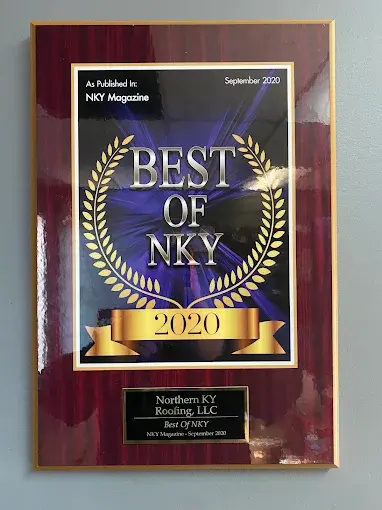 As Published In:
September 2020
NKY Magazine
BEST
OF
NKY
2020
Northern KY
Roofing, LLC
Best Of NKY
NKY Magazine - September 2020